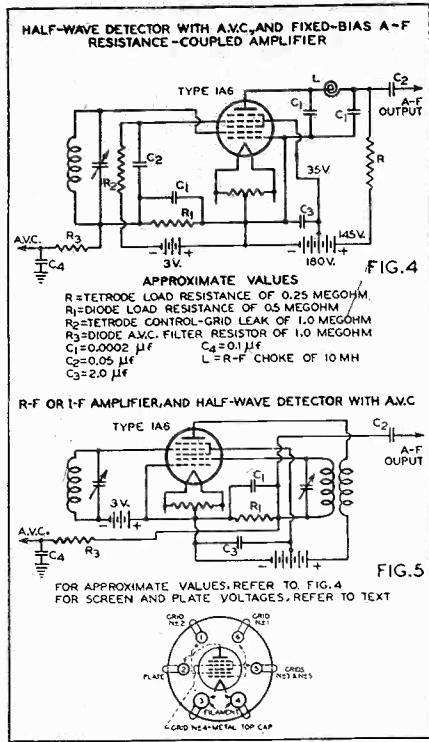 HALF-WAVE DETECTOR WITH A.V.C., AND FIXED-BIAS A-F
RESISTANCE-COUPLED AMPLIFIER
TYPE 1A6
L
C2
A-F
OUTPUT
C1
C1
R2
C2
C1
R
35V.
R1
C3
R3
A.V.C.
C4
- 3V. +
- 180V. +
145V.
FIG.4
APPROXIMATE VALUES
R=TETRODE LOAD RESISTANCE OF 0.25 MEGOHM
R1=DIODE LOAD RESISTANCE OF 0.5 MEGOHM
R2=TETRODE CONTROL-GRID LEAK OF 1.0 MEGOHM
R3=DIODE A.V.C. FILTER RESISTOR OF 1.0 MEGOHM
C1=0.0002 µf C4=0.1 µf
C2=0.05 µf L=R-F CHOKE OF 10 MH
C3=2.0 µf
R-F OR I-F AMPLIFIER, AND HALF-WAVE DETECTOR WITH A.V.C
TYPE 1A6
C2
A-F
OUPUT
C1
3V.
- +
R1
A.V.C.
R3
C4
C3
- +
FIG.5
FOR APPROXIMATE VALUES, REFER TO FIG.4
FOR SCREEN AND PLATE VOLTAGES, REFER TO TEXT
GRID
Nº2
GRID
Nº1
1
6
PLATE
2
5
GRIDS
Nº3 & Nº5
3
4
FILAMENT
GRID Nº4-METAL TOP CAP